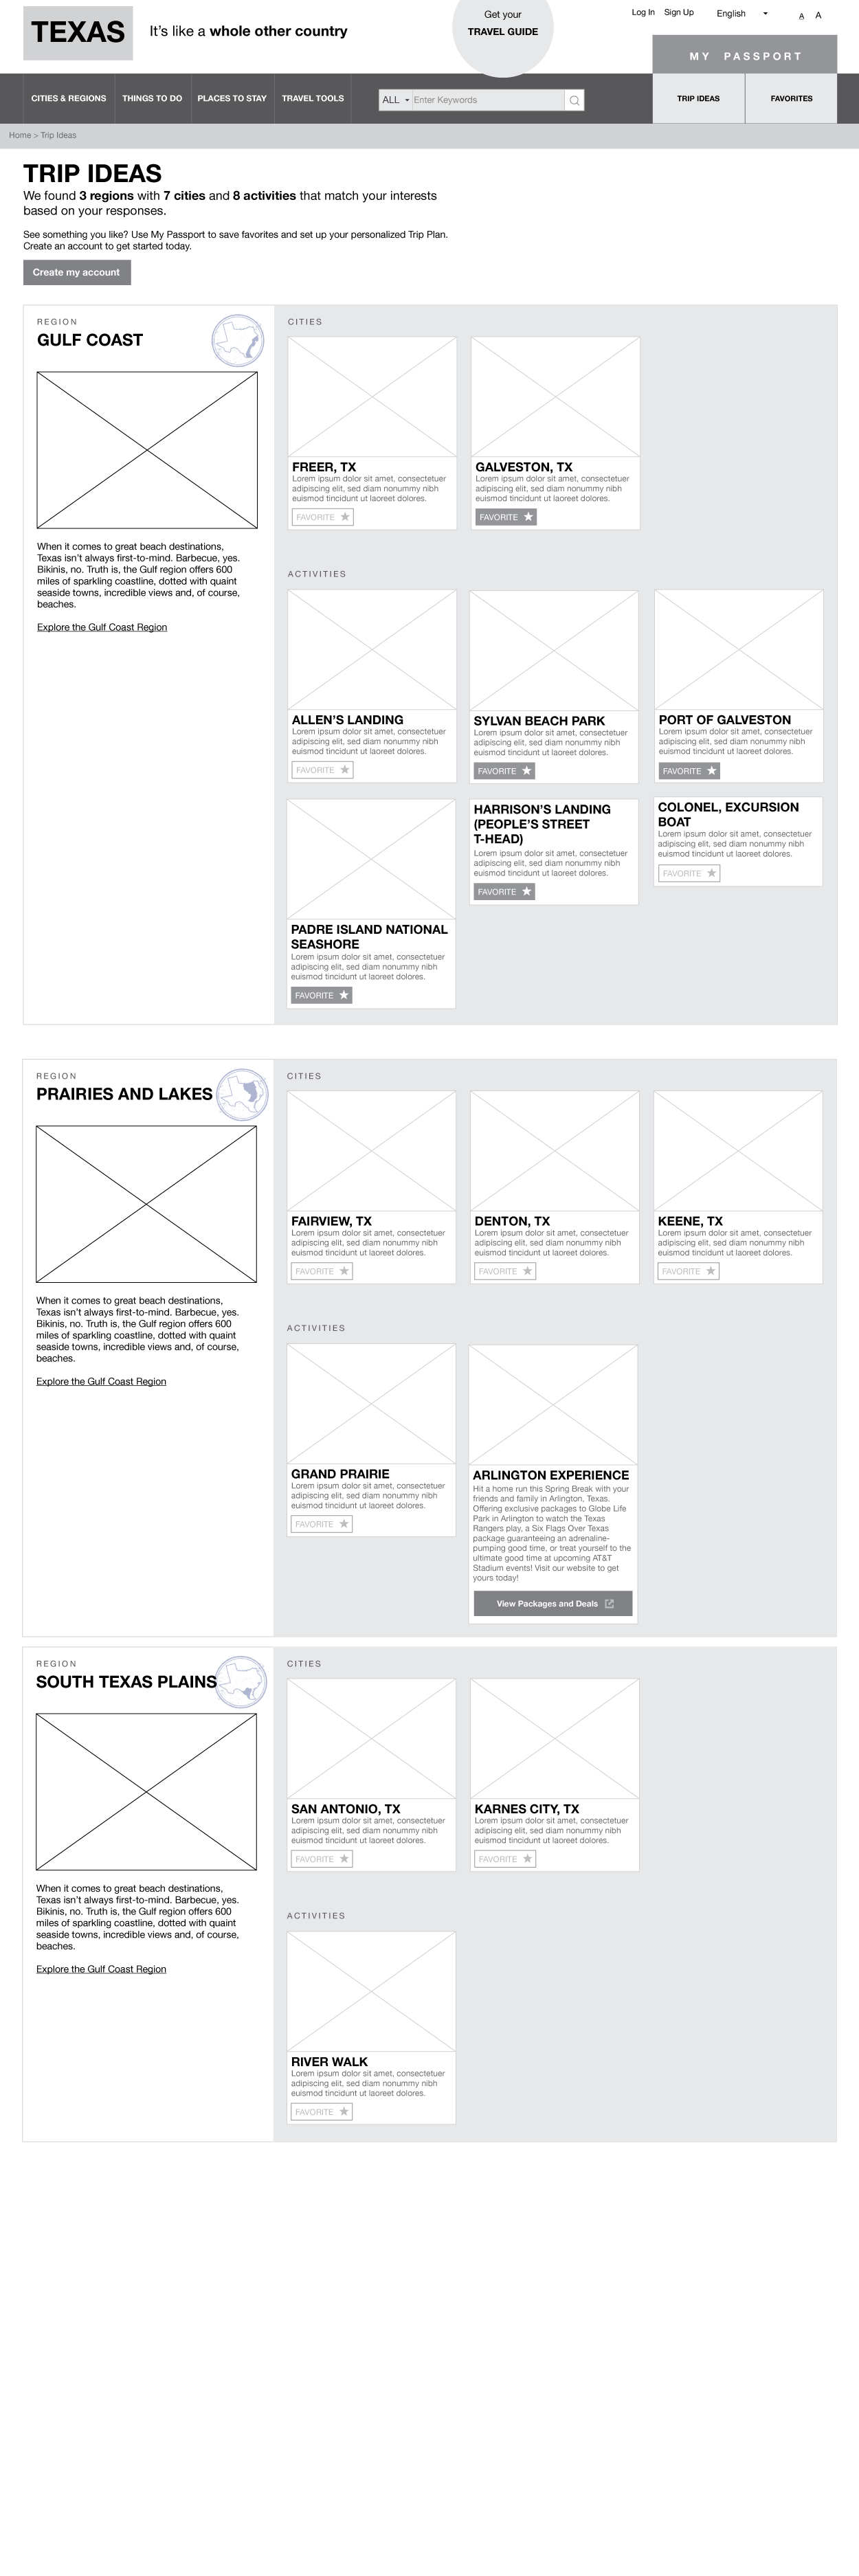 Get your
TRAVEL GUIDE
Log In Sign Up English A A
TEXAS It's like a whole other country
MY PASSPORT
CITIES & REGIONS THINGS TO DO PLACES TO STAY TRAVEL TOOLS ALL Enter Keywords TRIP IDEAS FAVORITES
Home > Trip Ideas
TRIP IDEAS
We found 3 regions with 7 cities and 8 activities that match your interests
based on your responses.
See something you like? Use My Passport to save favorites and set up your personalized Trip Plan.
Create an account to get started today.
Create my account
REGION
GULF COAST
When it comes to great beach destinations,
Texas isn't always first-to-mind. Barbecue, yes.
Bikinis, no. Truth is, the Gulf region offers 600
miles of sparkling coastline, dotted with quaint
seaside towns, incredible views and, of course,
beaches.
Explore the Gulf Coast Region
CITIES
FREER, TX
Lorem ipsum dolor sit amet, consectetuer
adipiscing elit, sed diam nonummy nibh
euismod tincidunt ut laoreet dolores.
FAVORITE
GALVESTON, TX
Lorem ipsum dolor sit amet, consectetuer
adipiscing elit, sed diam nonummy nibh
euismod tincidunt ut laoreet dolores.
FAVORITE
ACTIVITIES
ALLEN'S LANDING
Lorem ipsum dolor sit amet, consectetuer
adipiscing elit, sed diam nonummy nibh
euismod tincidunt ut laoreet dolores.
FAVORITE
SYLVAN BEACH PARK
Lorem ipsum dolor sit amet, consectetuer
adipiscing elit, sed diam nonummy nibh
euismod tincidunt ut laoreet dolores.
FAVORITE
PORT OF GALVESTON
Lorem ipsum dolor sit amet, consectetuer
adipiscing elit, sed diam nonummy nibh
euismod tincidunt ut laoreet dolores.
FAVORITE
PADRE ISLAND NATIONAL
SEASHORE
Lorem ipsum dolor sit amet, consectetuer
adipiscing elit, sed diam nonummy nibh
euismod tincidunt ut laoreet dolores.
FAVORITE
HARRISON'S LANDING
(PEOPLE'S STREET
T-HEAD)
Lorem ipsum dolor sit amet, consectetuer
adipiscing elit, sed diam nonummy nibh
euismod tincidunt ut laoreet dolores.
FAVORITE
COLONEL, EXCURSION
BOAT
Lorem ipsum dolor sit amet, consectetuer
adipiscing elit, sed diam nonummy nibh
euismod tincidunt ut laoreet dolores.
FAVORITE
REGION
PRAIRIES AND LAKES
When it comes to great beach destinations,
Texas isn't always first-to-mind. Barbecue, yes.
Bikinis, no. Truth is, the Gulf region offers 600
miles of sparkling coastline, dotted with quaint
seaside towns, incredible views and, of course,
beaches.
Explore the Gulf Coast Region
CITIES
FAIRVIEW, TX
Lorem ipsum dolor sit amet, consectetuer
adipiscing elit, sed diam nonummy nibh
euismod tincidunt ut laoreet dolores.
FAVORITE
DENTON, TX
Lorem ipsum dolor sit amet, consectetuer
adipiscing elit, sed diam nonummy nibh
euismod tincidunt ut laoreet dolores.
FAVORITE
KEENE, TX
Lorem ipsum dolor sit amet, consectetuer
adipiscing elit, sed diam nonummy nibh
euismod tincidunt ut laoreet dolores.
FAVORITE
ACTIVITIES
GRAND PRAIRIE
Lorem ipsum dolor sit amet, consectetuer
adipiscing elit, sed diam nonummy nibh
euismod tincidunt ut laoreet dolores.
FAVORITE
ARLINGTON EXPERIENCE
Hit a home run this Spring Break with your
friends and family in Arlington, Texas.
Offering exclusive packages to Globe Life
Park in Arlington to watch the Texas
Rangers play, a Six Flags Over Texas
package guaranteeing an adrenaline-
pumping good time, or treat yourself to the
ultimate good time at upcoming AT&T
Stadium events! Visit our website to get
yours today!
View Packages and Deals
REGION
SOUTH TEXAS PLAINS
When it comes to great beach destinations,
Texas isn't always first-to-mind. Barbecue, yes.
Bikinis, no. Truth is, the Gulf region offers 600
miles of sparkling coastline, dotted with quaint
seaside towns, incredible views and, of course,
beaches.
Explore the Gulf Coast Region
CITIES
SAN ANTONIO, TX
Lorem ipsum dolor sit amet, consectetuer
adipiscing elit, sed diam nonummy nibh
euismod tincidunt ut laoreet dolores.
FAVORITE
KARNES CITY, TX
Lorem ipsum dolor sit amet, consectetuer
adipiscing elit, sed diam nonummy nibh
euismod tincidunt ut laoreet dolores.
FAVORITE
ACTIVITIES
RIVER WALK
Lorem ipsum dolor sit amet, consectetuer
adipiscing elit, sed diam nonummy nibh
euismod tincidunt ut laoreet dolores.
FAVORITE